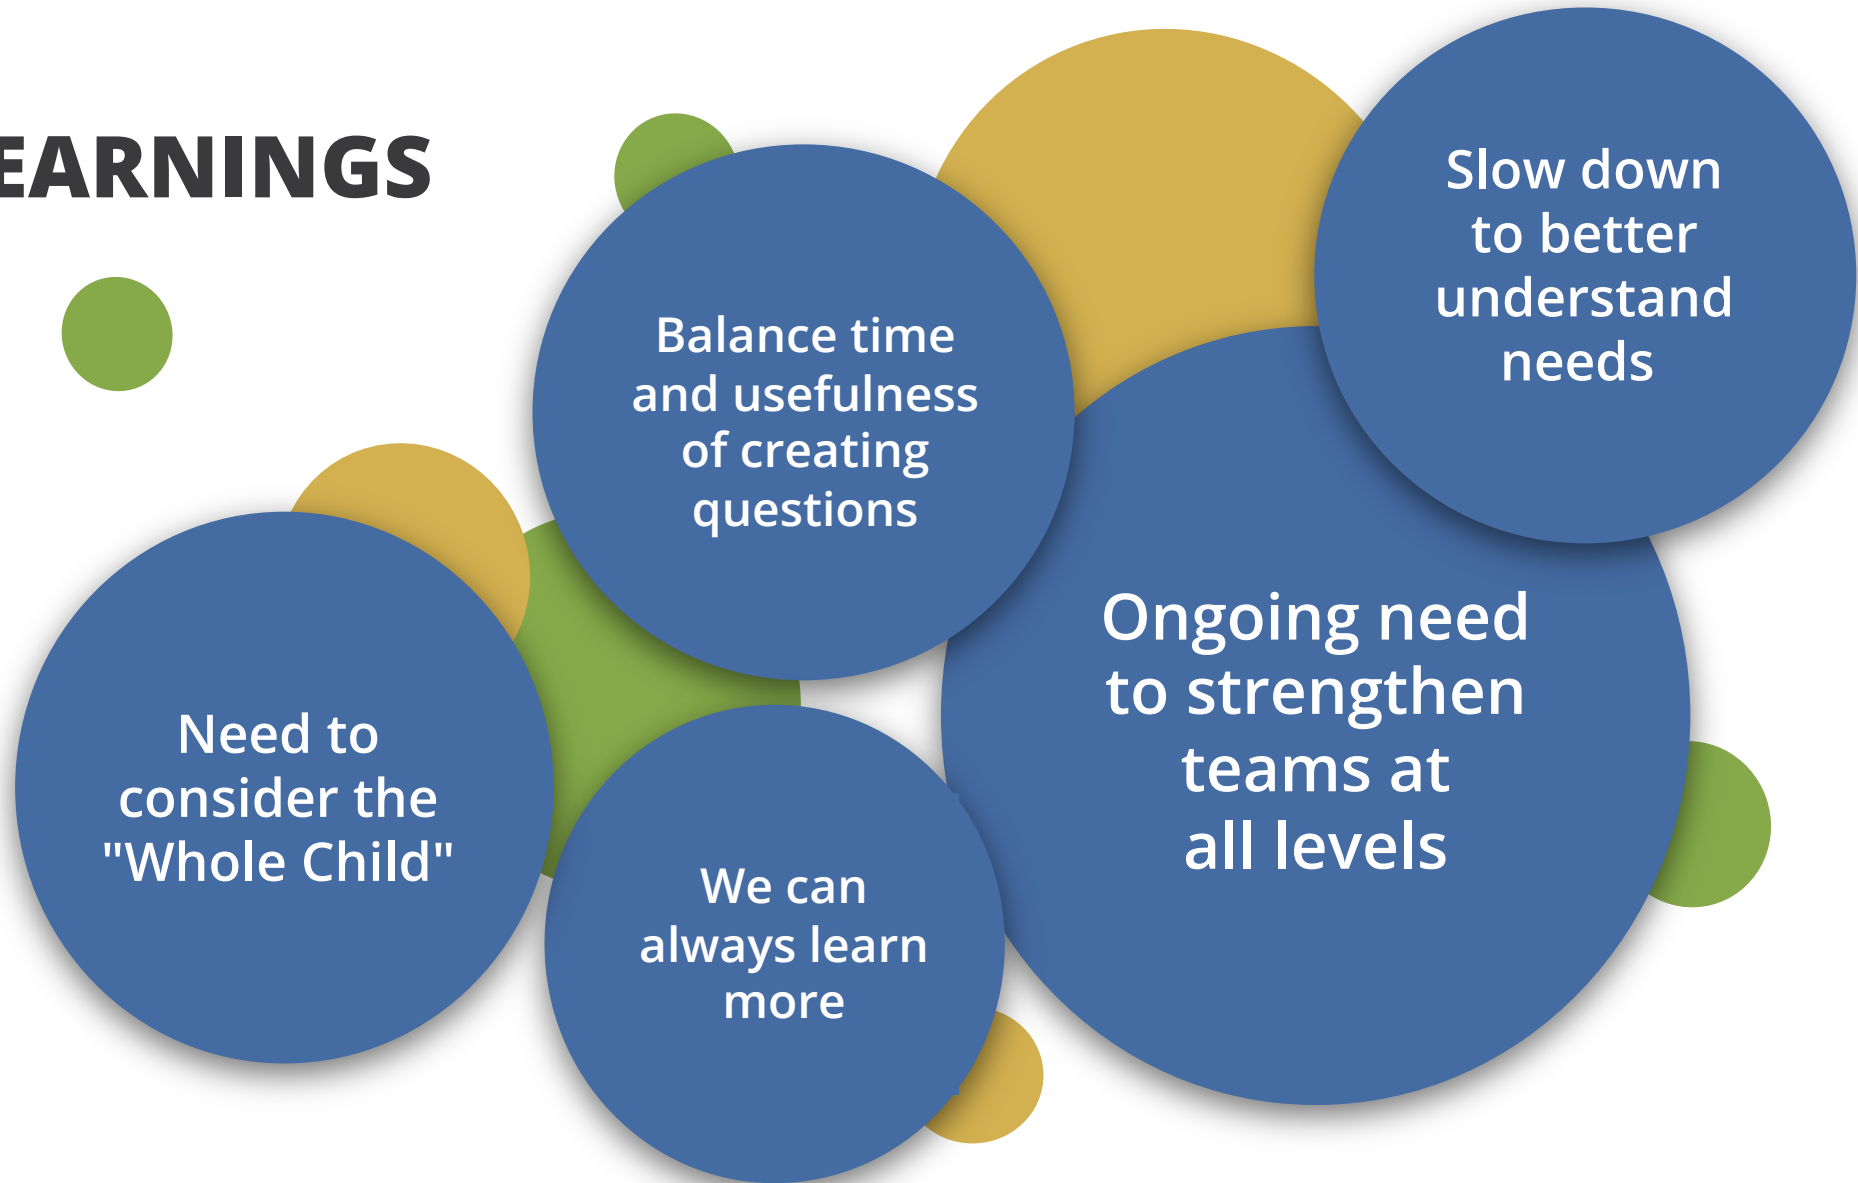 EARNINGS
Balance time
and usefulness
of creating
questions
Slow down
to better
understand
needs
Need to
consider the
"Whole Child"
We can
always learn
more
Ongoing need
to strengthen
teams at
all levels